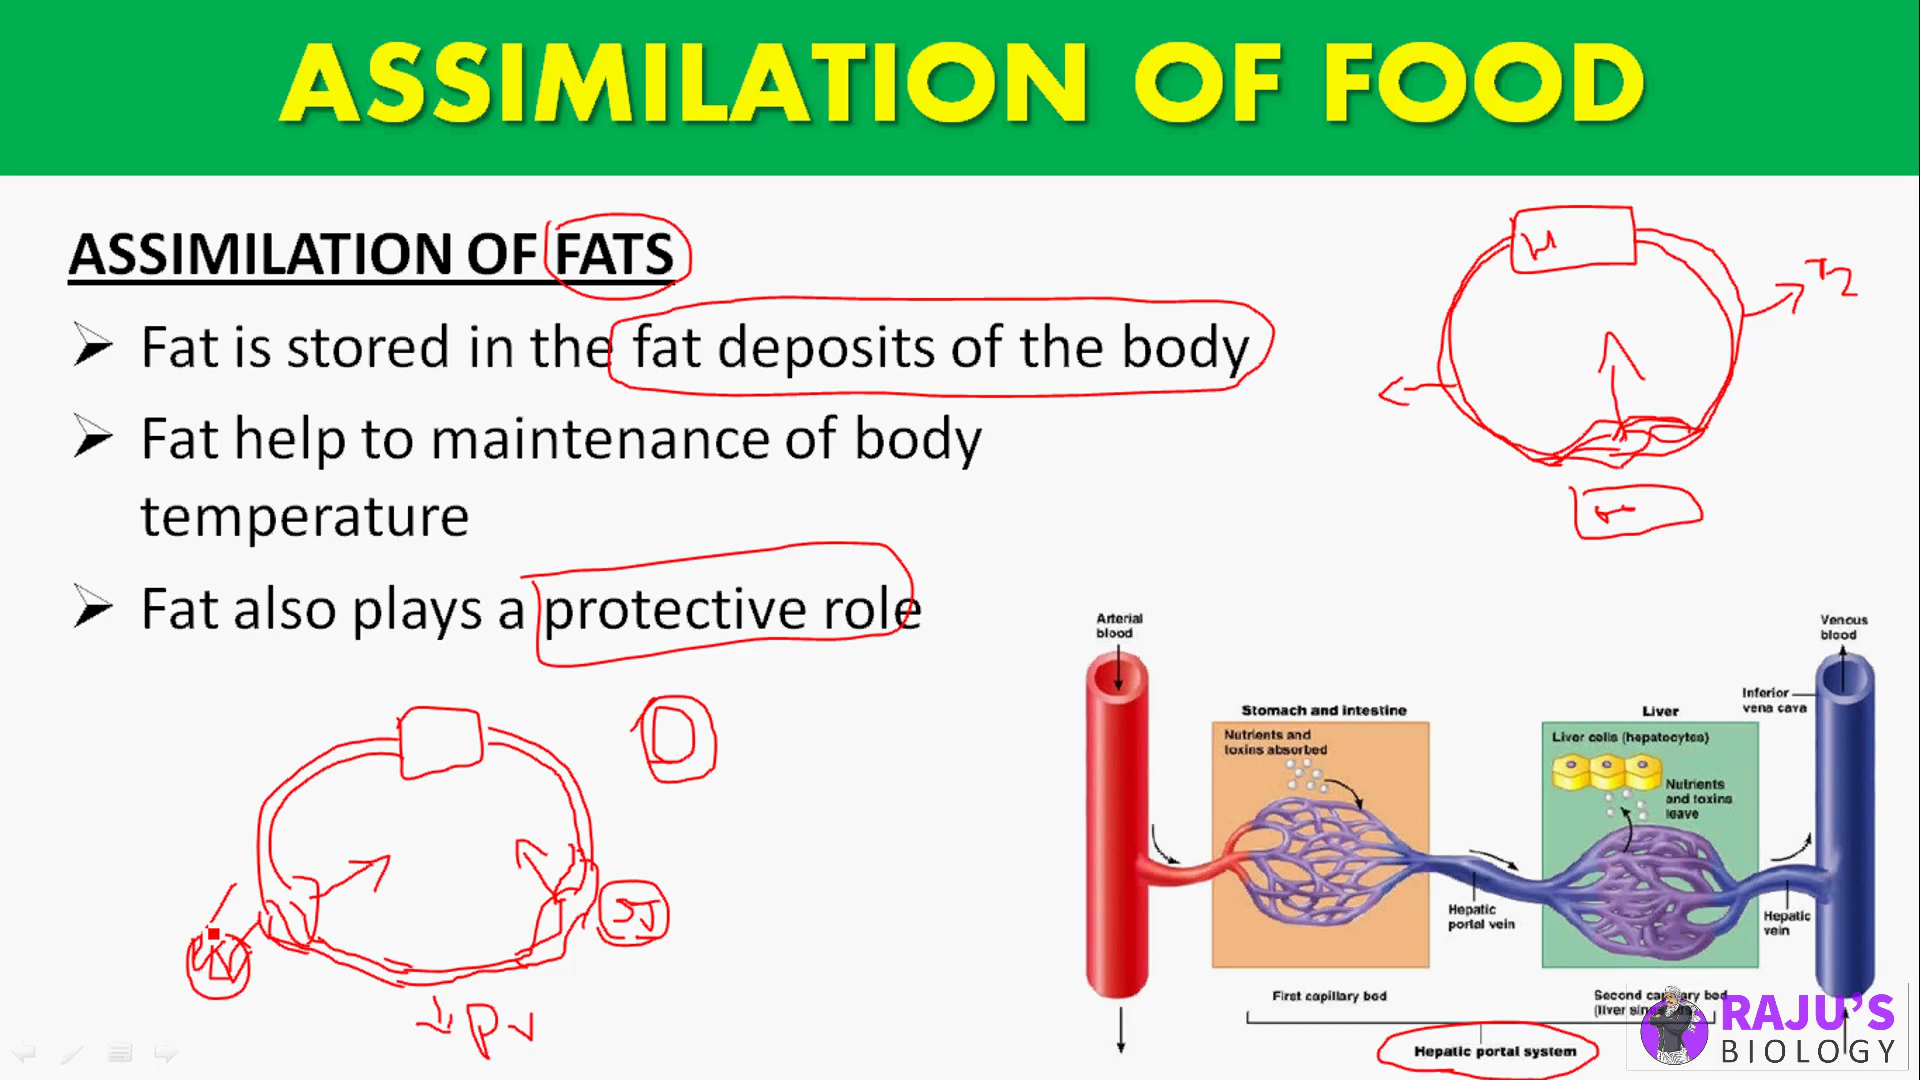 ASSIMILATION OF FOOD
ASSIMILATION OF FATS
Fat is stored in the fat deposits of the body
Fat help to maintenance of body
temperature
Fat also plays a protective role
H
Arterial
blood
Venous
blood
Inferior
vena cava
Stomach and intestine
Nutrients and
toxins absorbed
Liver
Liver cells (hepatocytes)
Nutrients
and toxins
leave
Hepatic
portal vein
Hepatic
vein
First capillary bed
Second capillary bed
(liver
Hepatic portal system
RAJU'S
BIOLOGY